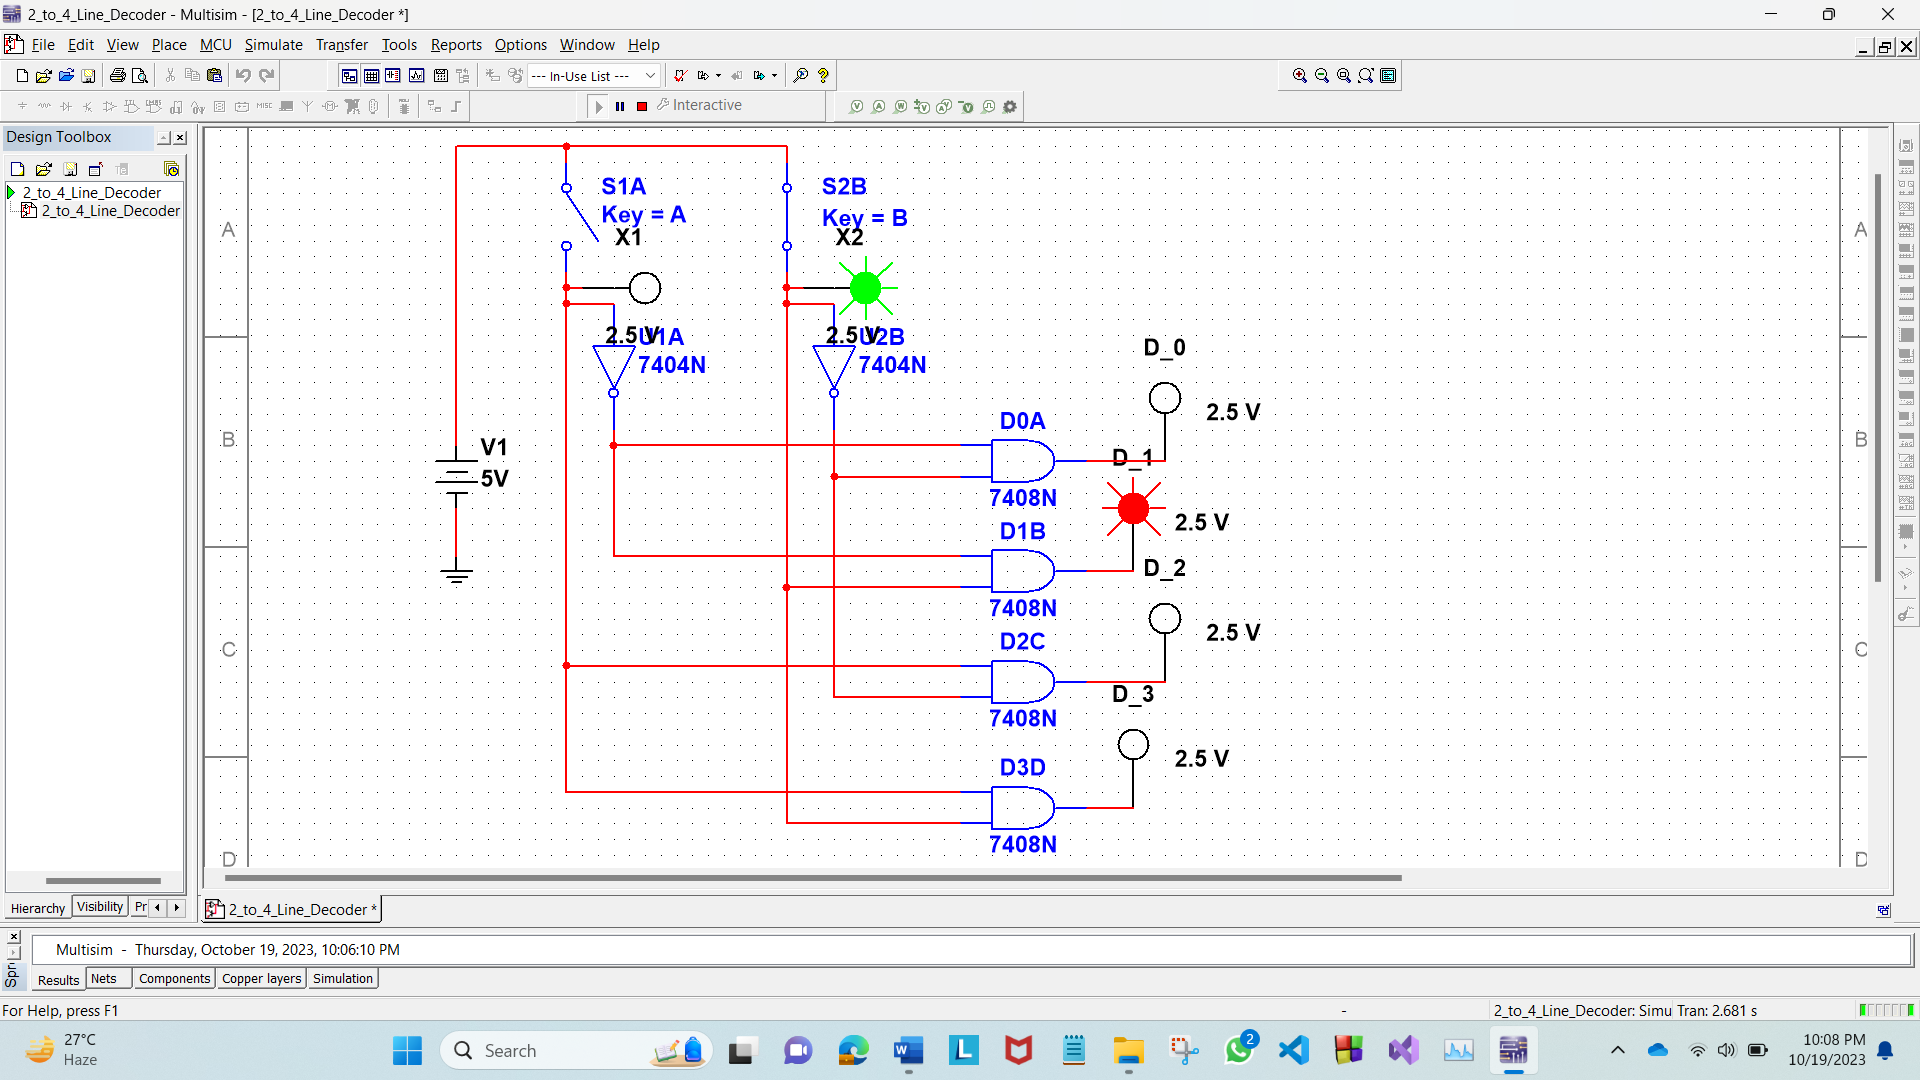 2_to_4_Line_Decoder - Multisim - [2_to_4_Line_Decoder *]
File Edit View Place MCU Simulate Transfer Tools Reports Options Window Help
--- In-Use List ---
Interactive
Design Toolbox
2_to_4_Line_Decoder
2_to_4_Line_Decoder
Hierarchy Visibility Pr
A
B
C
D
A
B
C
D
S1A
Key = A
X1
2.5 V
U1A
7404N
S2B
Key = B
X2
2.5 V
U2B
7404N
V1
5V
D_0
2.5 V
D0A
7408N
D_1
2.5 V
D1B
7408N
D_2
2.5 V
D2C
7408N
D_3
2.5 V
D3D
7408N
2_to_4_Line_Decoder *
Multisim - Thursday, October 19, 2023, 10:06:10 PM
Results Nets Components Copper layers Simulation
For Help, press F1
-
2_to_4_Line_Decoder: Simu Tran: 2.681 s
27°C
Haze
Search
2
10:08 PM
10/19/2023